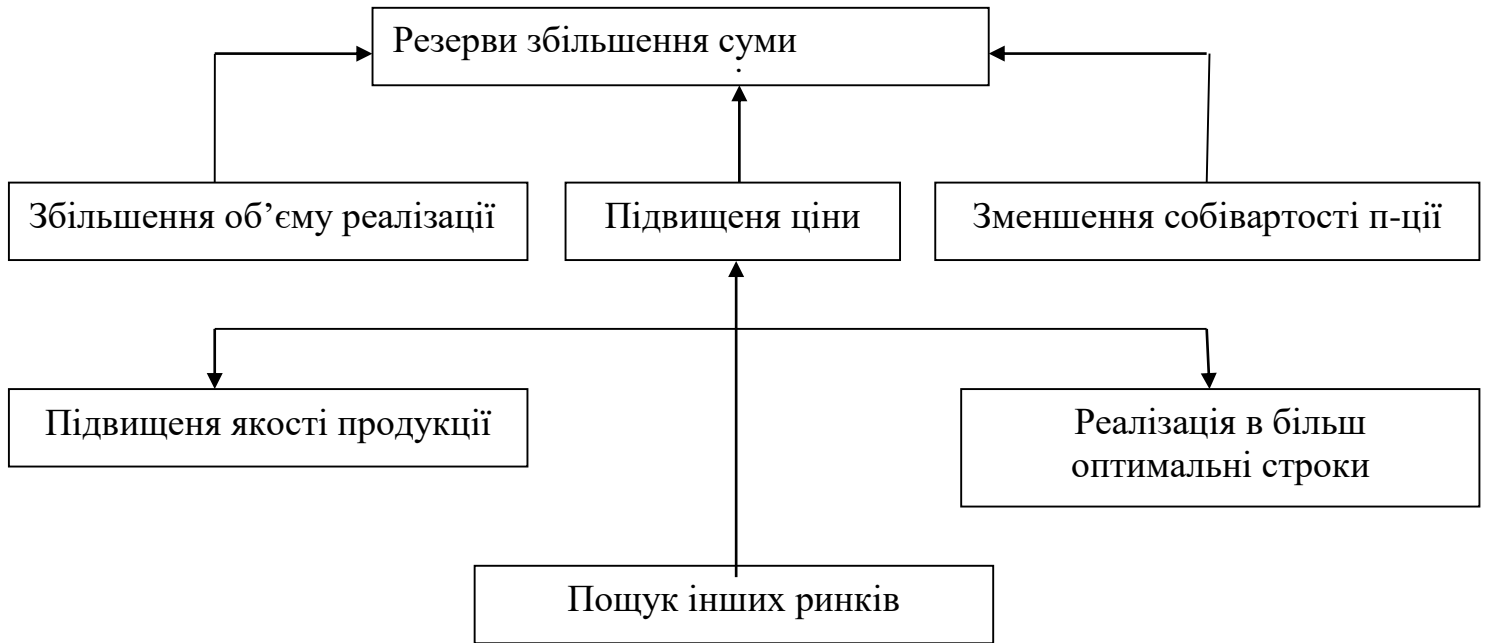 Резерви збільшення суми
Збільшення об’єму реалізації
Підвищеня ціни
Зменшення собівартості п-ції
Підвищеня якості продукції
Реалізація в більш
оптимальні строки
Пощук інших ринків